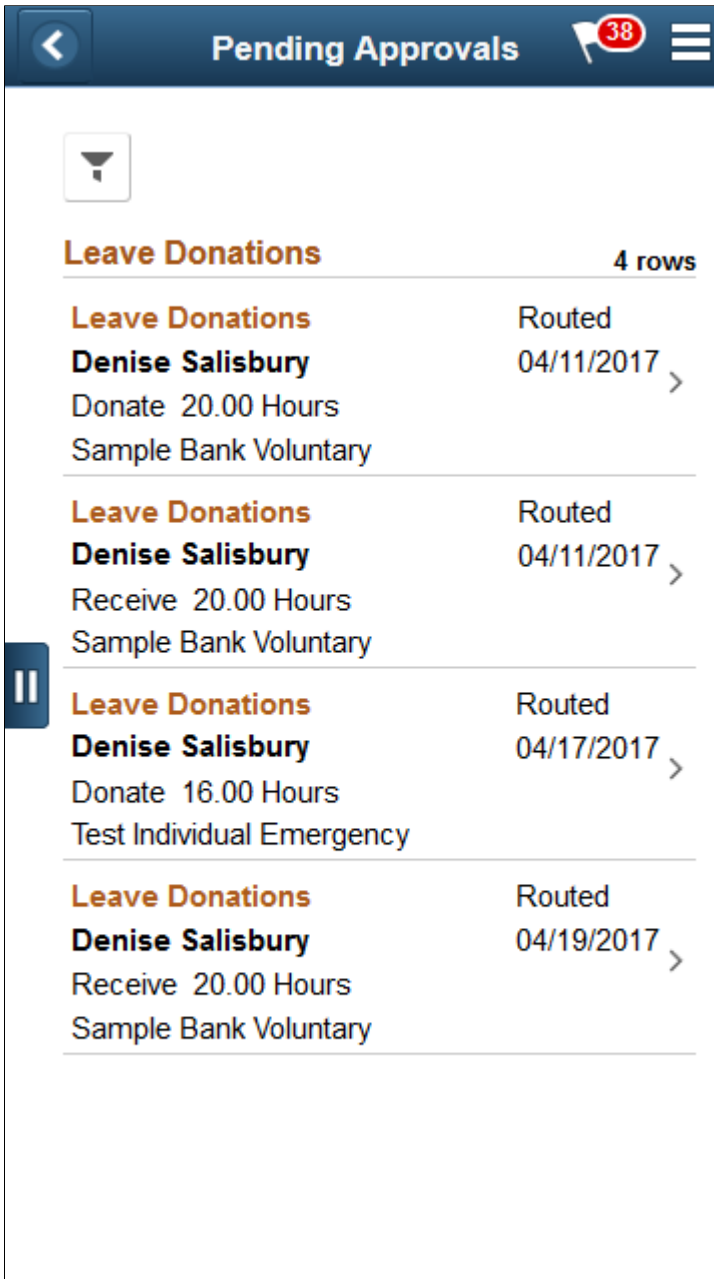 Pending Approvals 38
Leave Donations 4 rows
Leave Donations Routed
Denise Salisbury 04/11/2017
Donate 20.00 Hours
Sample Bank Voluntary
Leave Donations Routed
Denise Salisbury 04/11/2017
Receive 20.00 Hours
Sample Bank Voluntary
Leave Donations Routed
Denise Salisbury 04/17/2017
Donate 16.00 Hours
Test Individual Emergency
Leave Donations Routed
Denise Salisbury 04/19/2017
Receive 20.00 Hours
Sample Bank Voluntary